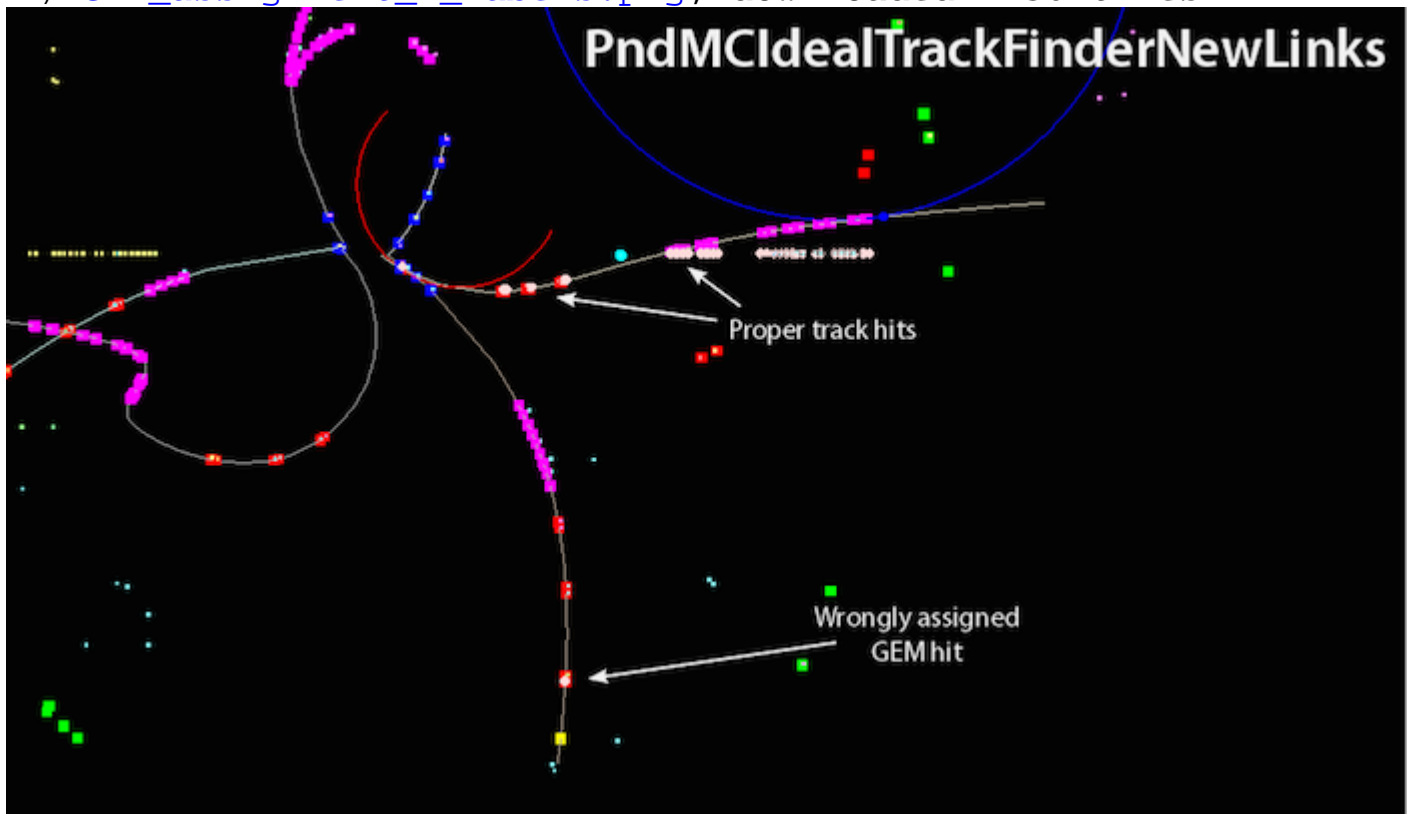 PndMCIdealTrackFinderNewLinks
Proper track hits
Wrongly assigned
GEM hit